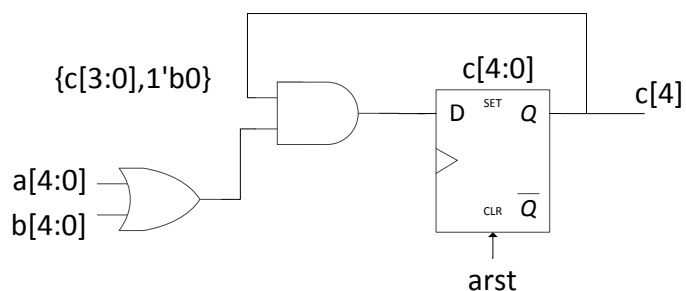 c[4:0]
{c[3:0],1'b0}
c[4]
D SET Q
a[4:0]
b[4:0]
CLR Q
arst